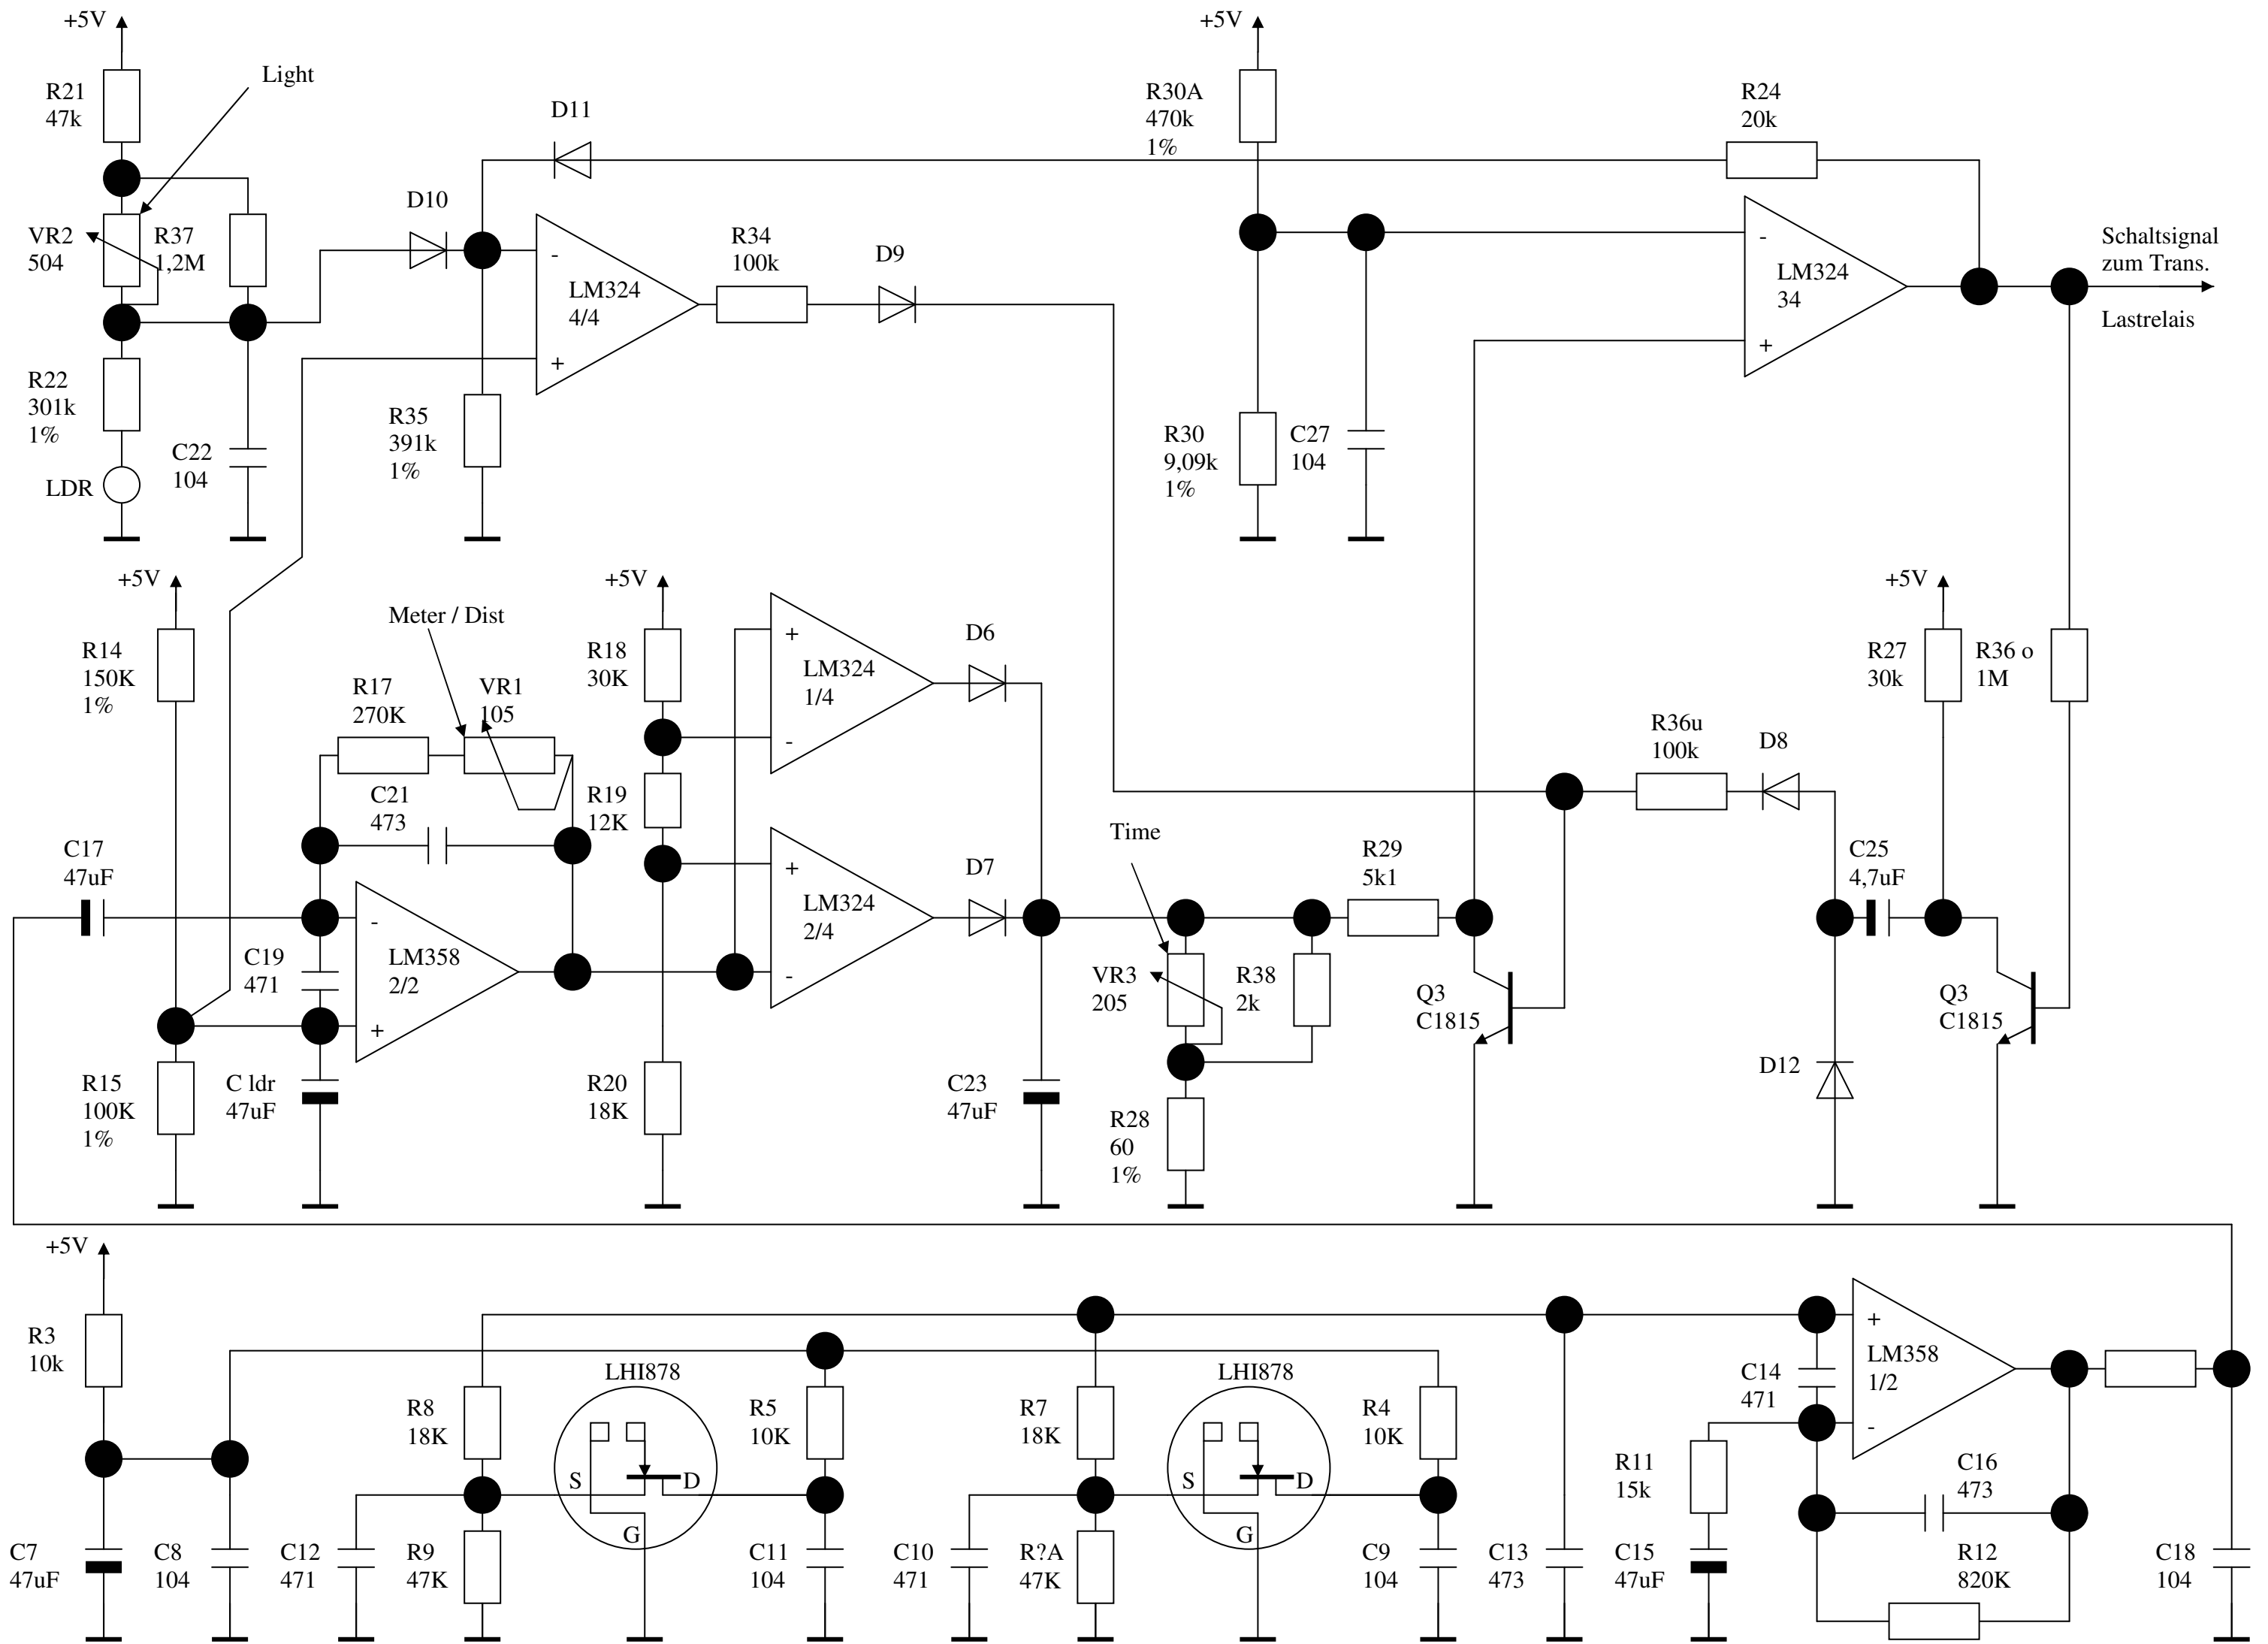 +5V
R21
47k
Light
VR2
504
R37
1,2M
R22
301k
1%
LDR
C22
104
D11
D10
-
LM324
4/4
+
R35
391k
1%
R34
100k
D9
+5V
R30A
470k
1%
R30
9,09k
1%
C27
104
R24
20k
-
LM324
34
+
Schaltsignal
zum Trans.
Lastrelais
+5V
R14
150K
1%
Meter / Dist
R17
270K
VR1
105
C21
473
C17
47uF
C19
471
-
LM358
2/2
+
R15
100K
1%
C ldr
47uF
+5V
R18
30K
R19
12K
R20
18K
+
LM324
1/4
-
D6
+
LM324
2/4
-
D7
C23
47uF
Time
VR3
205
R38
2k
R28
60
1%
R29
5k1
Q3
C1815
R36u
100k
D8
C25
4,7uF
D12
+5V
R27
30k
R36 o
1M
Q3
C1815
+5V
R3
10k
C7
47uF
C8
104
C12
471
R8
18K
R9
47K
LHI878
S
D
G
R5
10K
C11
104
C10
471
R7
18K
R?A
47K
LHI878
S
D
G
R4
10K
C9
104
C13
473
C14
471
R11
15k
C15
47uF
+
LM358
1/2
-
C16
473
R12
820K
C18
104